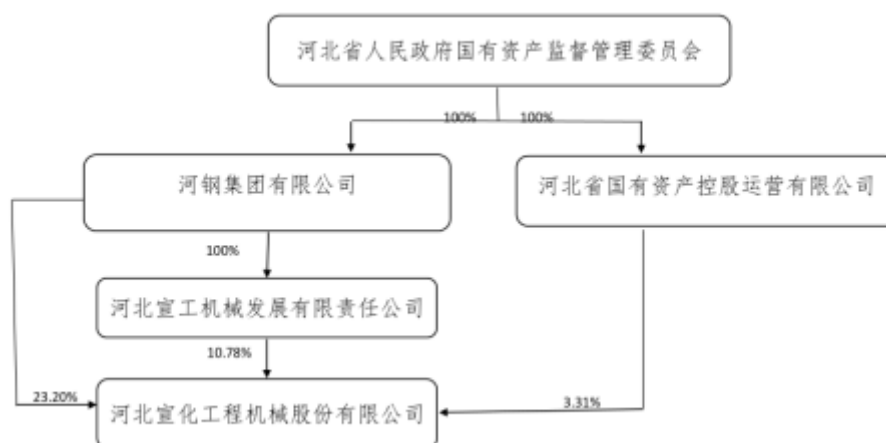 河北省人民政府国有资产监督管理委员会
100%
100%
河钢集团有限公司
河北省国有资产控股运营有限公司
100%
河北宣工机械发展有限责任公司
10.78%
23.20%
河北宣化工程机械股份有限公司
3.31%